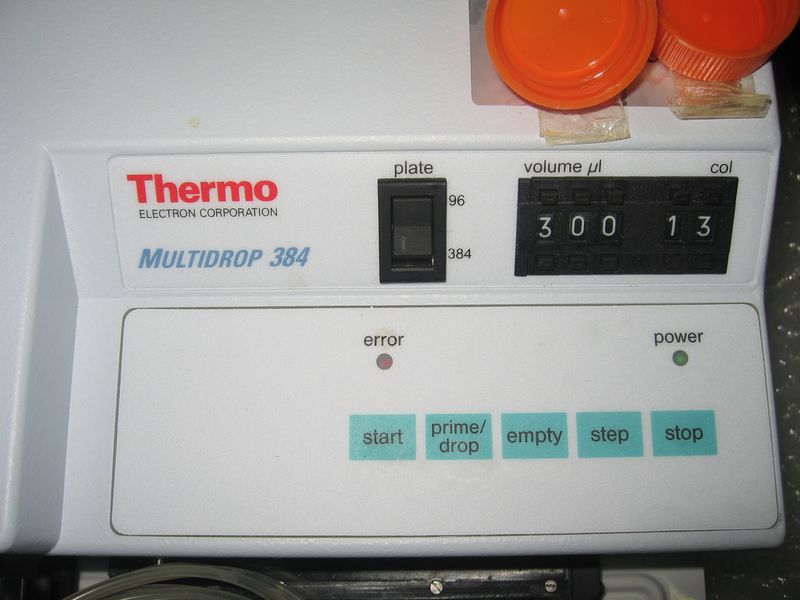 Thermo
ELECTRON CORPORATION
MULTIDROP 384
plate
96
384
volume µl
col
300 13
error
power
start
prime/
drop
empty
step
stop